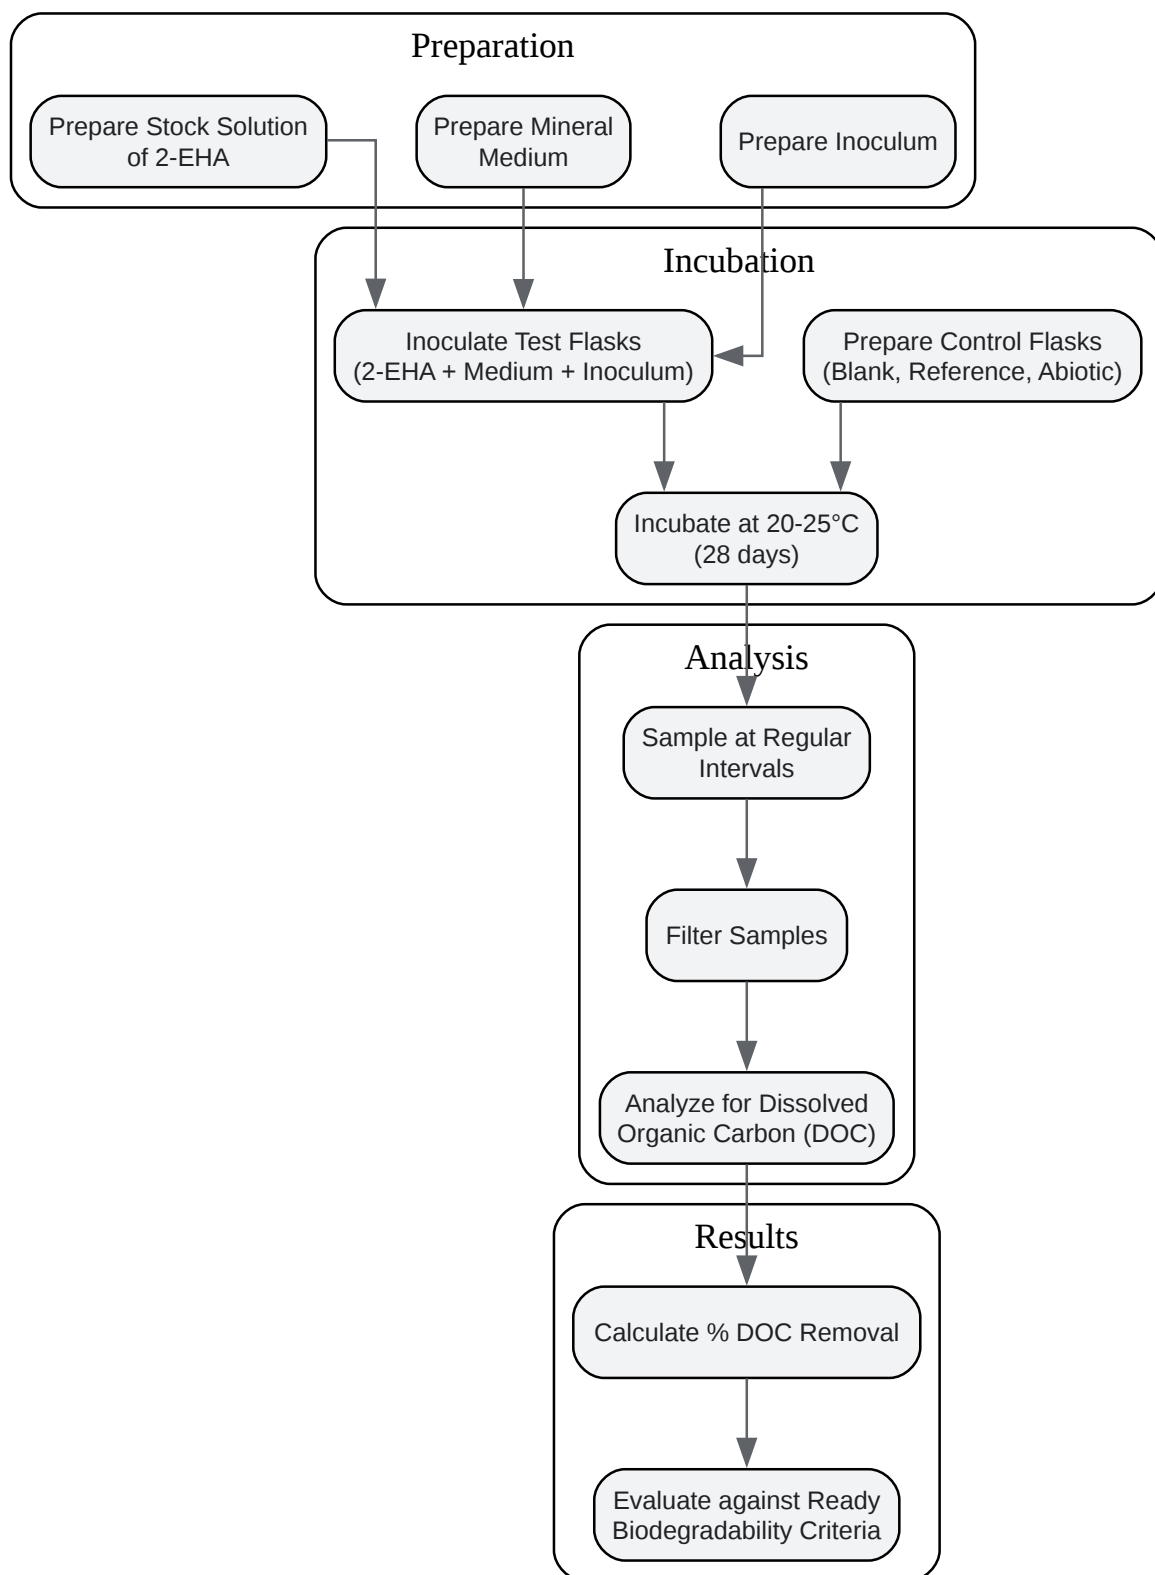 Preparation
Prepare Stock Solution
of 2-EHA
Prepare Mineral
Medium
Prepare Inoculum
Incubation
Inoculate Test Flasks
(2-EHA + Medium + Inoculum)
Prepare Control Flasks
(Blank, Reference, Abiotic)
Incubate at 20-25°C
(28 days)
Analysis
Sample at Regular
Intervals
Filter Samples
Analyze for Dissolved
Organic Carbon (DOC)
Results
Calculate % DOC Removal
Evaluate against Ready
Biodegradability Criteria